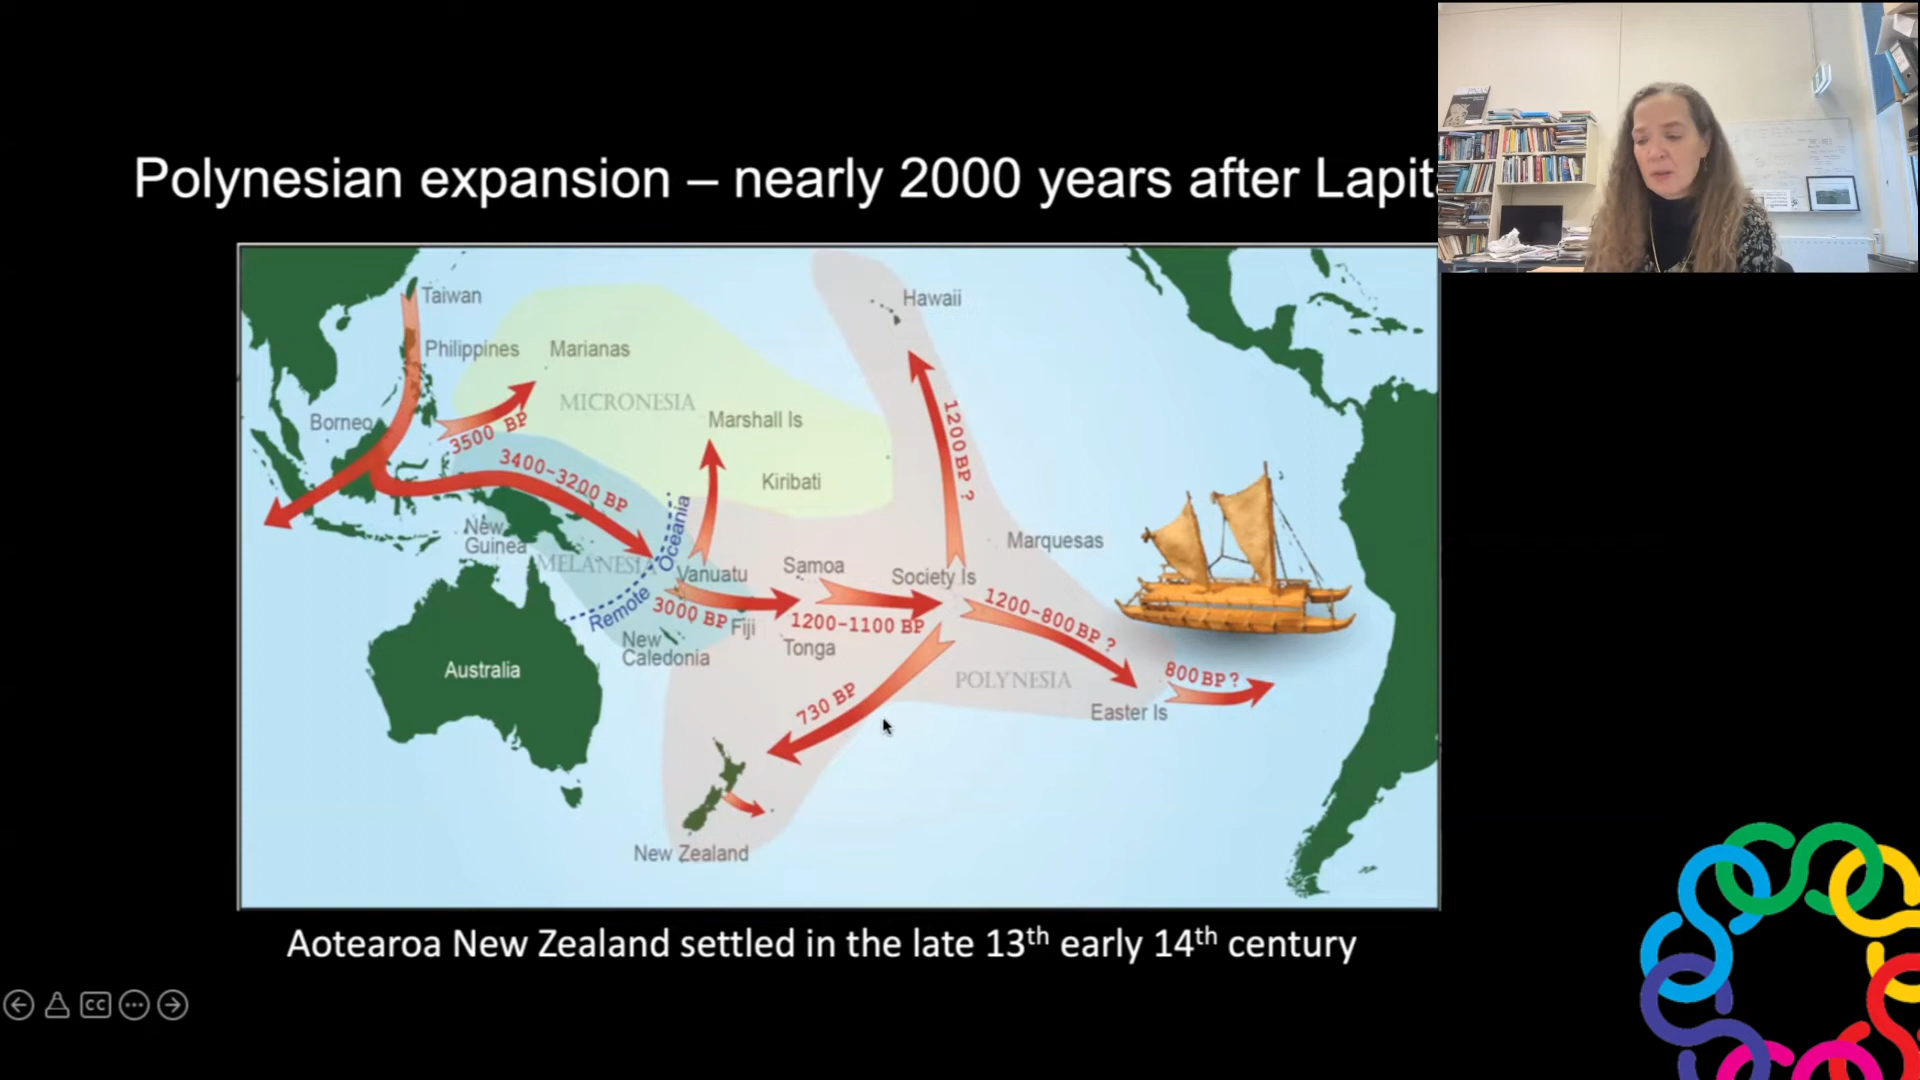 Polynesian expansion – nearly 2000 years after
Taiwan
Hawaii
Philippines
Marianas
MICRONESIA
Borneo
Marshall Is
3500 BP
3400-3200 BP
1200 BP ?
Kiribati
New
Guinea
Oceania
Remote
MELANESIA
Marquesas
Vanuatu
Samoa
Society Is
3000 BP
Fiji
1200-1100 BP
1200-800 BP ?
New
Caledonia
Tonga
Australia
POLYNESIA
800 BP ?
730 BP
Easter Is
New Zealand
Aotearoa New Zealand settled in the late 13th early 14th century
CC